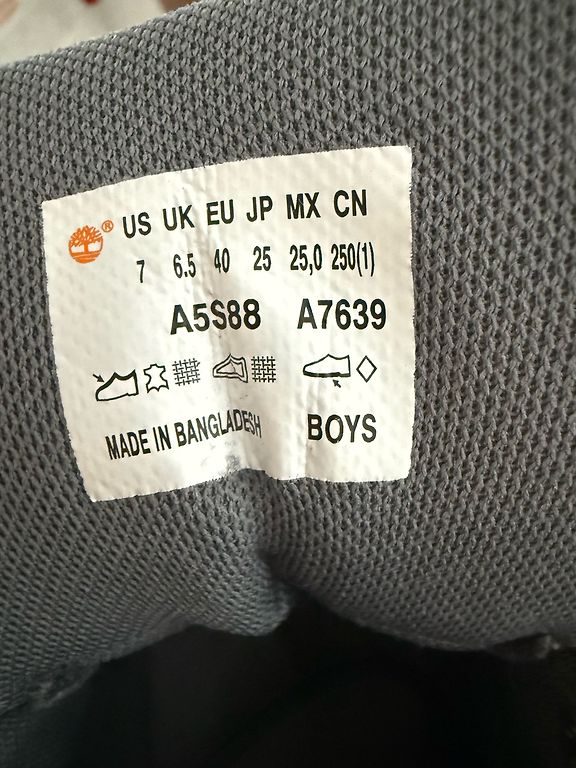 ® US UK EU JP MX CN
7 6.5 40 25 25,0 250(1)
A5S88 A7639
MADE IN BANGLADESH BOYS